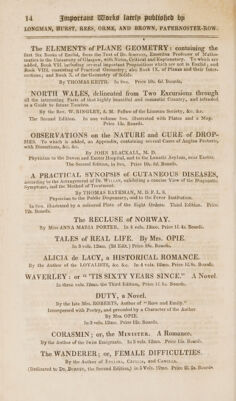 14 Important Works lately published by
LONGMAN, HURST, REES, ORME, AND BROWN, PATERNOSTER-ROW.
The ELEMENTS of PLANE GEOMETRY; containing the
first Six Books of Euclid, from the Text of Dr. Simson, Emeritus Professor of Mathe-
matics in the University of Glasgow, with Notes, Critical and Explanatory. To which are
added, Book VII. including several important Propositions which are not in Euclid; and
Book VIII. consisting of Practical Geometry; also Book IX. of Planes and their Inter-
sections; and Book X. of the Geometry of Solids.
By THOMAS KEITH. In 8vo. Price 10s. 6d. Boards.
NORTH WALES, delineated from Two Excursions through
all the interesting Parts of that highly beautiful and romantic Country, and intended
as a Guide to future Tourists.
By the Rev. W. BINGLEY, A.M. Fellow of the Linnean Society, &c. &c.
The Second Edition. In one volume 8vo. illustrated with Plates and a Map.
Price 15s. Boards.
OBSERVATIONS on the NATURE and CURE of DROP-
SIES. To which is added, an Appendix, containing several Cases of Angina Pectoris,
with Dissections, &c. &c.
By JOHN BLACKALL, M. D.
Physician to the Devon and Exeter Hospital, and to the Lunatic Asylum, near Exeter.
The Second Edition, in 8vo. Price 10s. 6d. Boards.
A PRACTICAL SYNOPSIS of CUTANEOUS DISEASES,
according to the Arrangement of Dr. WILLAN, exhibiting a concise View of the Diagnostic
Symptoms, and the Method of Treatment.
By THOMAS BATEMAN, M.D. F.L.S.
Physician to the Public Dispensary, and to the Fever Institution.
In 8vo. illustrated by a coloured Plate of the Eight Orders. Third Edition. Price
12s. Boards.
The RECLUSE of NORWAY.
By Miss ANNA MARIA PORTER. In 4 vols. 12mo. Price 1l. 4s. Boards.
TALES of REAL LIFE. By Mrs. OPIE.
In 3 vols. 12mo. (3d Edit.) Price 18s. Boards.
ALICIA de LACY, a HISTORICAL ROMANCE.
By the Author of the LOYALISTS, &c. &c. In 4 vols. 12mo. Price 1l. 8s. Boards.
WAVERLEY: or "'TIS SIXTY YEARS SINCE." A Novel.
In three vols. 12mo. the Third Edition, Price 1l. 1s. Boards.
DUTY, a Novel.
By the late Mrs. ROBERTS, Author of "Rose and Emily."
Interspersed with Poetry, and preceded by a Character of the Author
By Mrs. OPIE.
In 3 vols. 12mo. Price 12s. Boards.
CORASMIN; or, the MINISTER. A Romance.
By the Author of the Swiss Emigrants. In 3 vols. 12mo. Price 15s. Boards.
The WANDERER; or, FEMALE DIFFICULTIES.
By the Author of EVELINA, CECILIA, and CAMILLA.
(Dedicated to DR. BURNEY, the Second Edition,) in 5 vols. 12mo. Price 2l. 2s. Boards